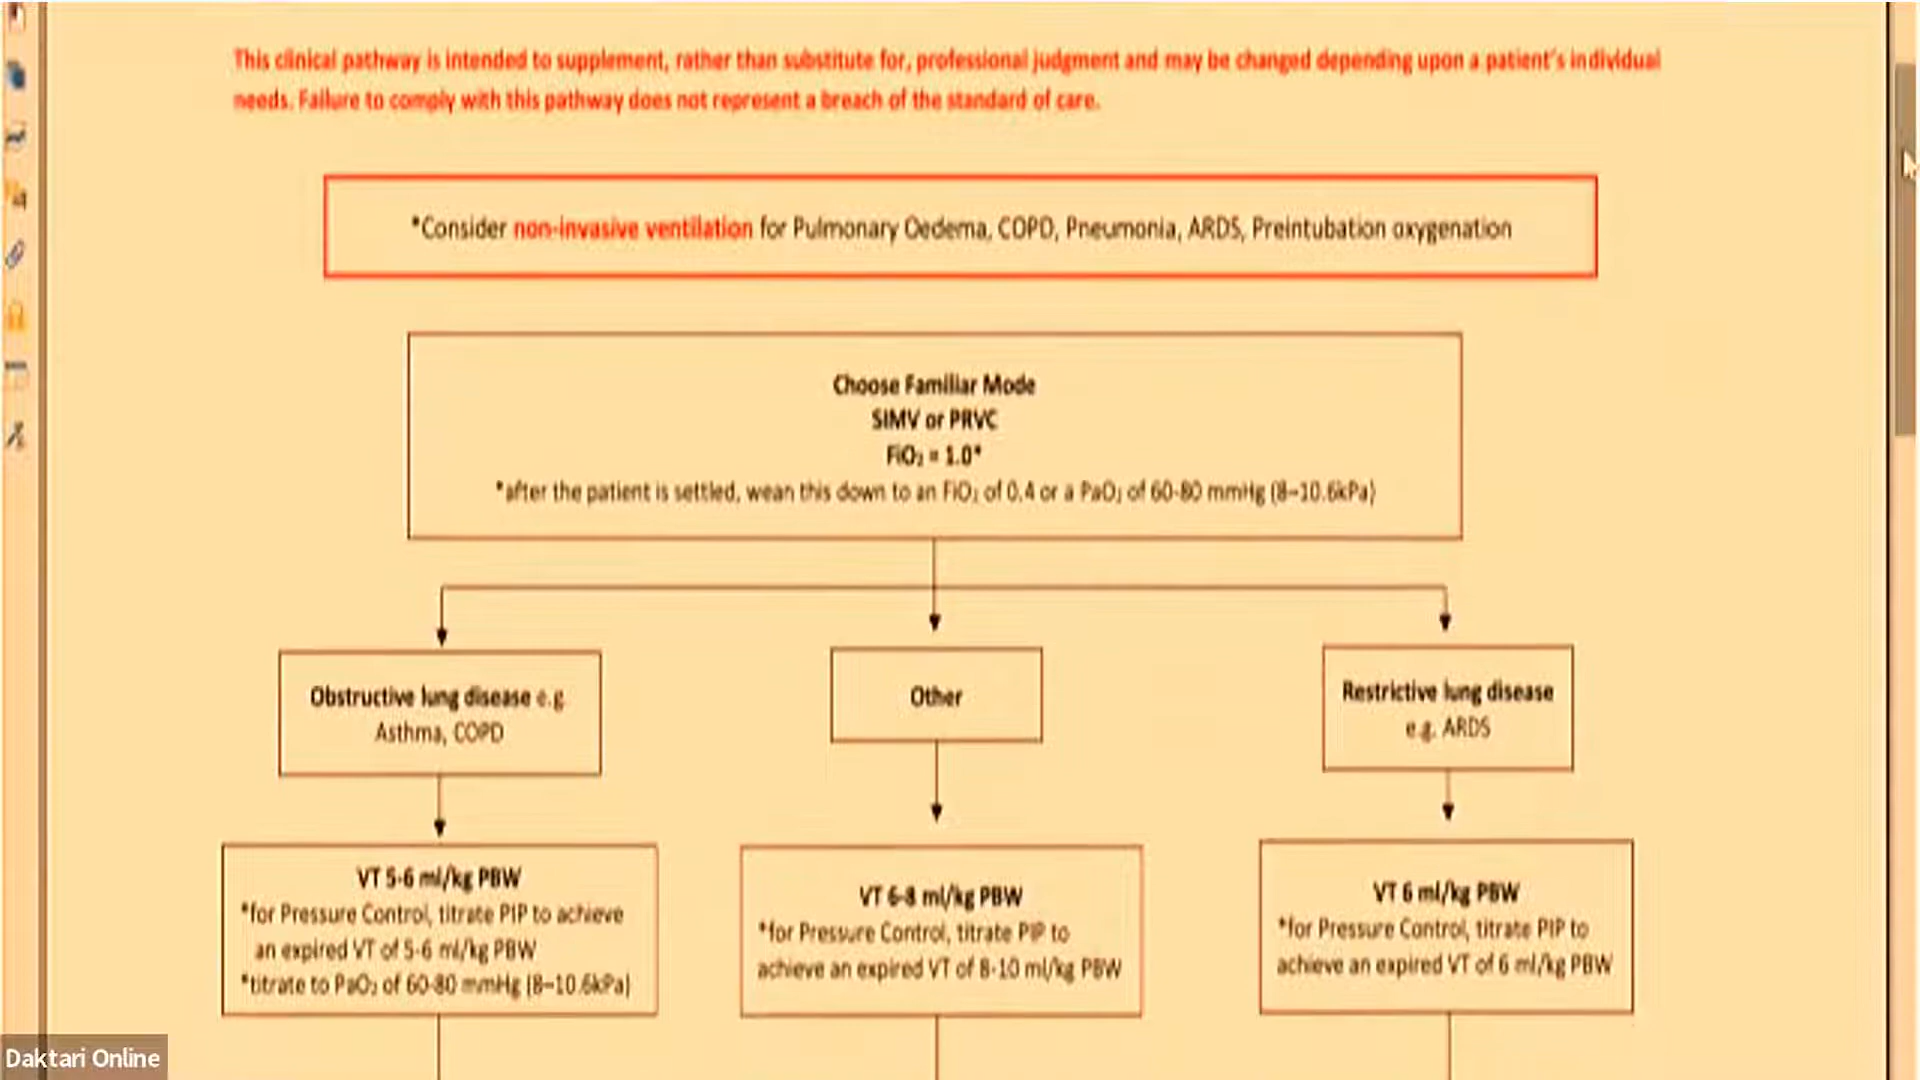 This clinical pathway is intended to supplement, rather than substitute for, professional judgment and may be changed depending upon a patient's individual
needs. Failure to comply with this pathway does not represent a breach of the standard of care.
*Consider non-invasive ventilation for Pulmonary Oedema, COPD, Pneumonia, ARDS, Preintubation oxygenation
Choose Familiar Mode
SIMV or PRVC
FiO₂ = 1.0*
*after the patient is settled, wean this down to an FiO₂ of 0.4 or a PaO₂ of 60-80 mmHg (8–10.6kPa)
Obstructive lung disease e.g.
Asthma, COPD
Other
Restrictive lung disease
e.g. ARDS
VT 5-6 ml/kg PBW
*for Pressure Control, titrate PIP to achieve
an expired VT of 5-6 ml/kg PBW
*titrate to PaO₂ of 60-80 mmHg (8–10.6kPa)
VT 6-8 ml/kg PBW
*for Pressure Control, titrate PIP to
achieve an expired VT of 8-10 ml/kg PBW
VT 6 ml/kg PBW
*for Pressure Control, titrate PIP to
achieve an expired VT of 6 ml/kg PBW
Daktari Online